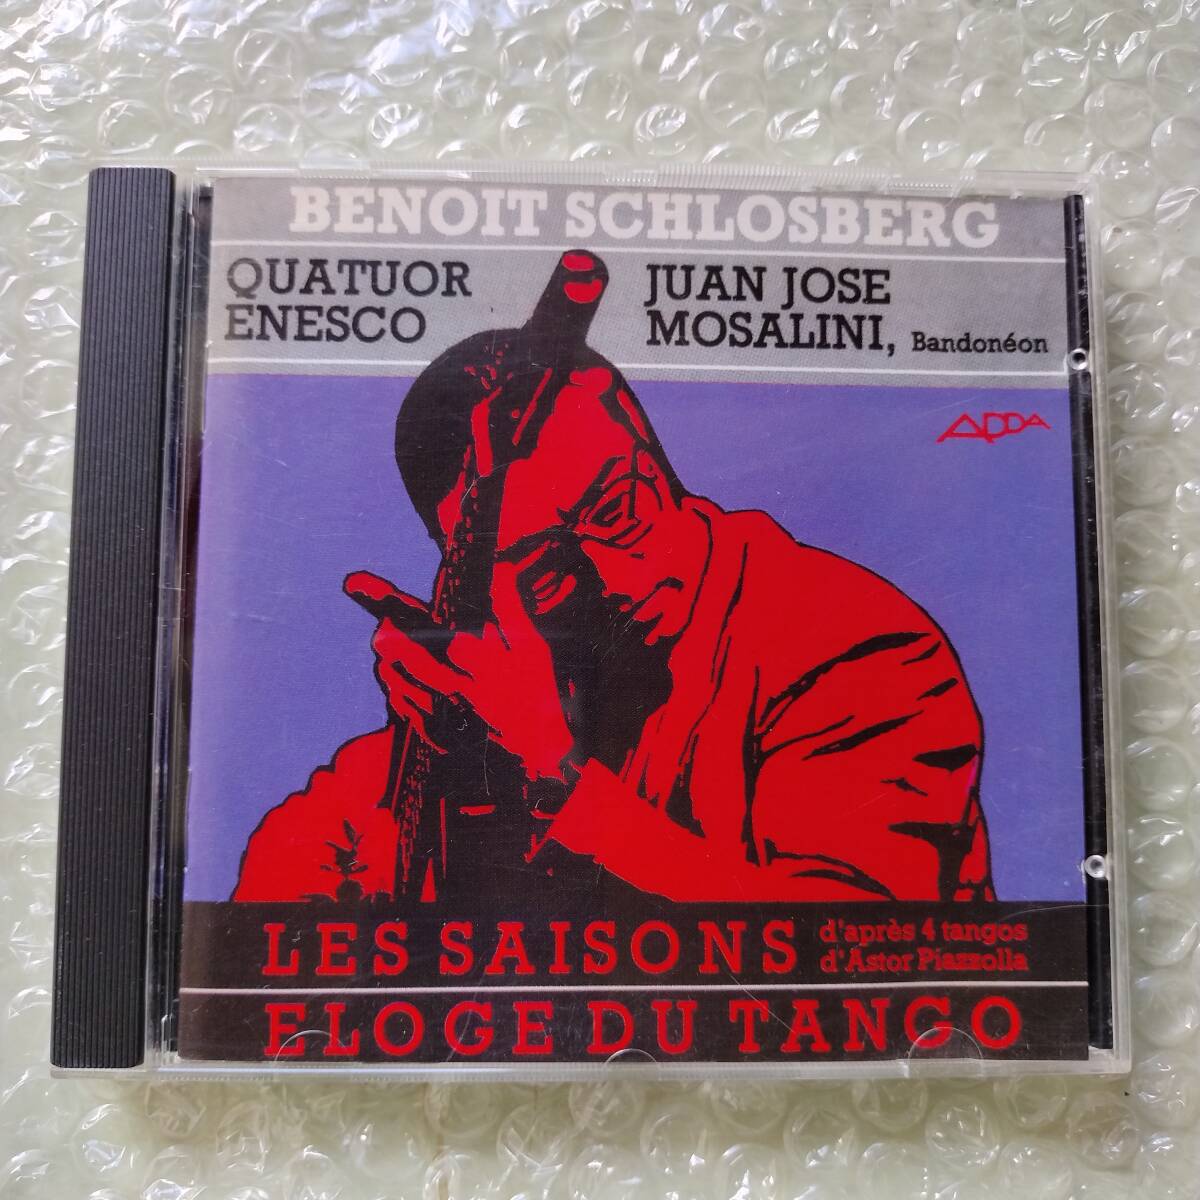 BENOIT SCHLOSBERG
QUATUOR
ENESCO
JUAN JOSE
MOSALINI, Bandonéon
ADDA
LES SAISONS
d'après 4 tangos
d'Astor Piazzolla
ELOGE DU TANGO